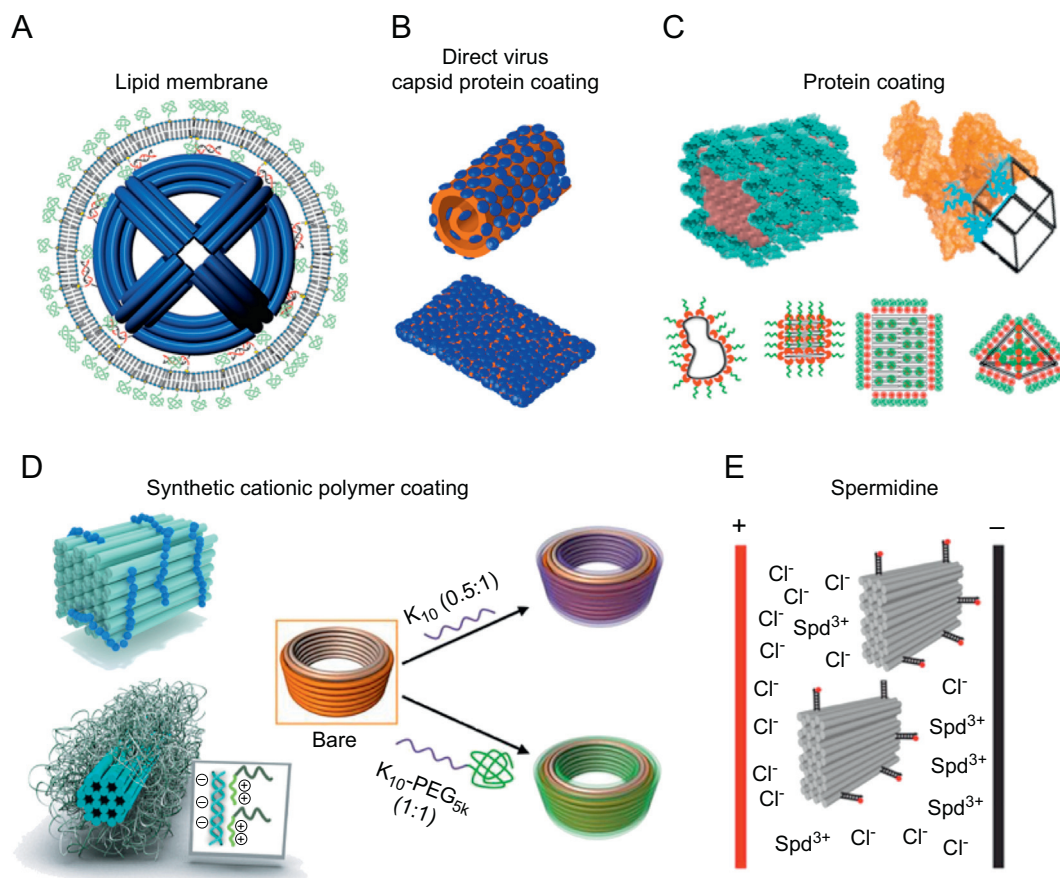 A
Lipid membrane
B
Direct virus
capsid protein coating
C
Protein coating
D
Synthetic cationic polymer coating
K₁₀ (0.5:1)
Bare
K₁₀-PEG₅ₖ
(1:1)
− + +
− + +
−
E
Spermidine
+ −
Cl⁻
Cl⁻
Cl⁻
Cl⁻
Spd³⁺
Cl⁻
Cl⁻
Cl⁻
Cl⁻
Cl⁻
Spd³⁺
Cl⁻
Spd³⁺
Cl⁻
Spd³⁺
Spd³⁺
Cl⁻
Cl⁻
Cl⁻